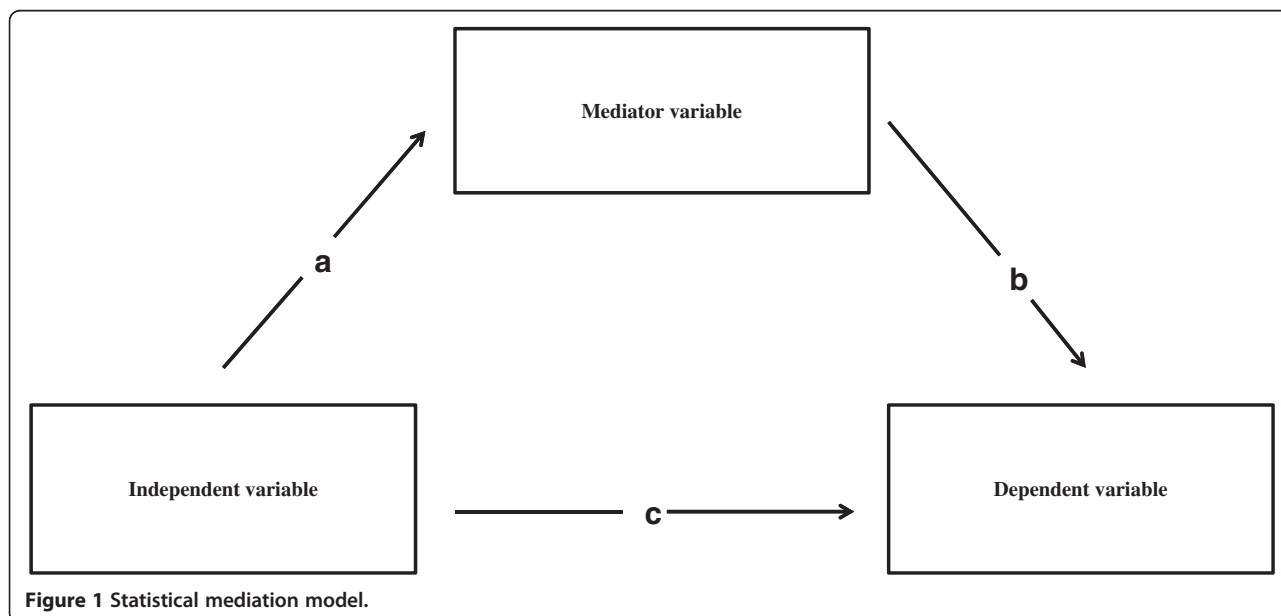 Mediator variable
a
b
Independent variable
c
Dependent variable
Figure 1 Statistical mediation model.